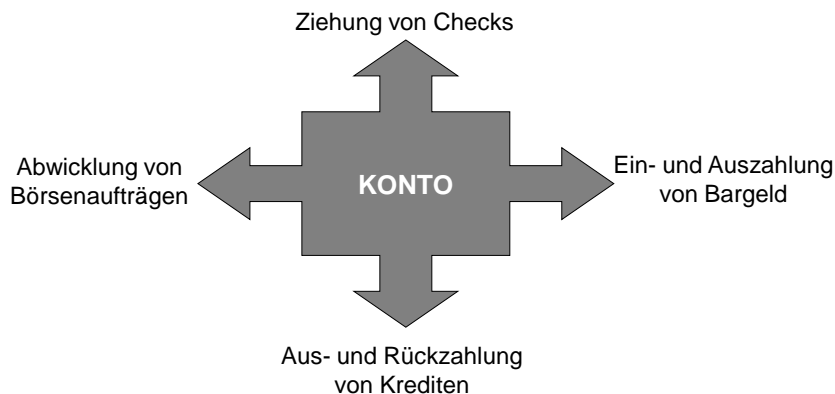 Ziehung von Checks
Abwicklung von
Börsenaufträgen
KONTO
Ein- und Auszahlung
von Bargeld
Aus- und Rückzahlung
von Krediten